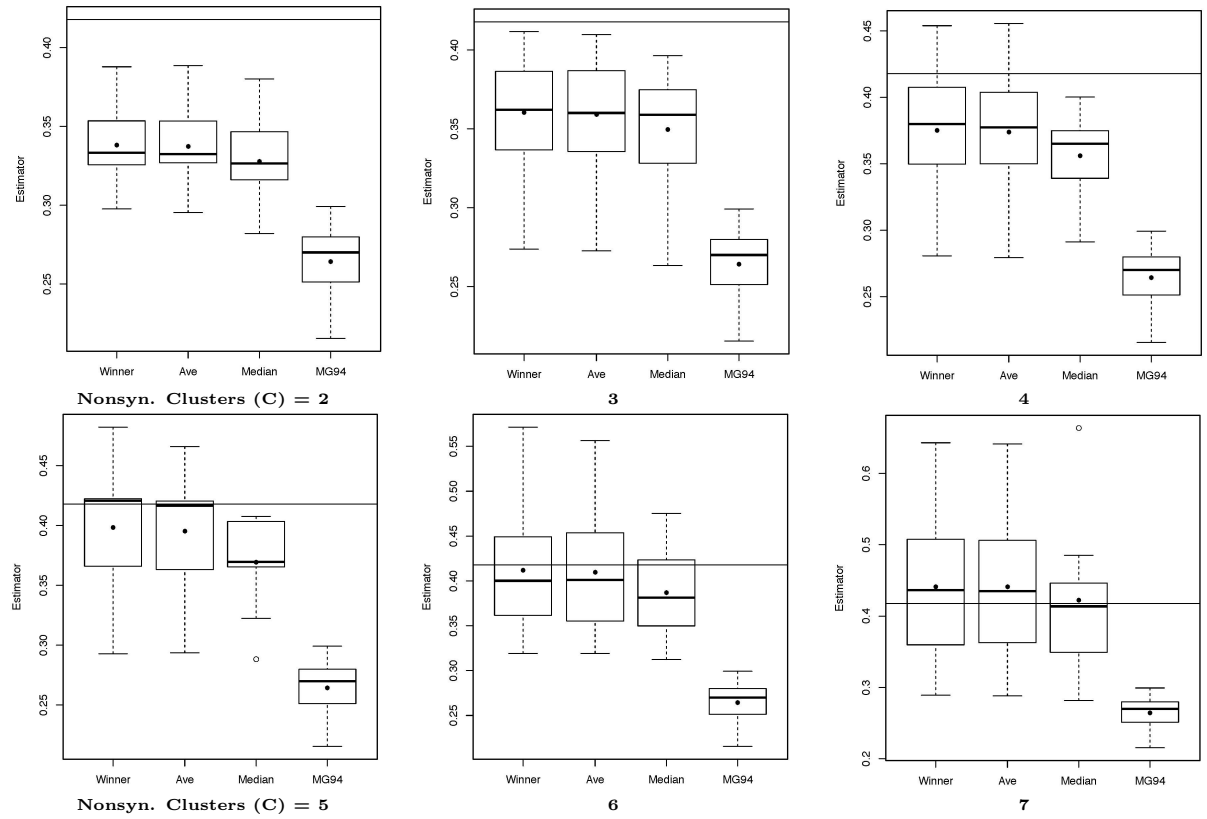 Estimator
0.25 0.30 0.35 0.40
Winner Ave Median MG94
Nonsyn. Clusters (C) = 2
Estimator
0.25 0.30 0.35 0.40
Winner Ave Median MG94
3
Estimator
0.25 0.30 0.35 0.40 0.45
Winner Ave Median MG94
4
Estimator
0.25 0.30 0.35 0.40 0.45
Winner Ave Median MG94
Nonsyn. Clusters (C) = 5
Estimator
0.25 0.30 0.35 0.40 0.45 0.50 0.55
Winner Ave Median MG94
6
Estimator
0.2 0.3 0.4 0.5 0.6
Winner Ave Median MG94
7